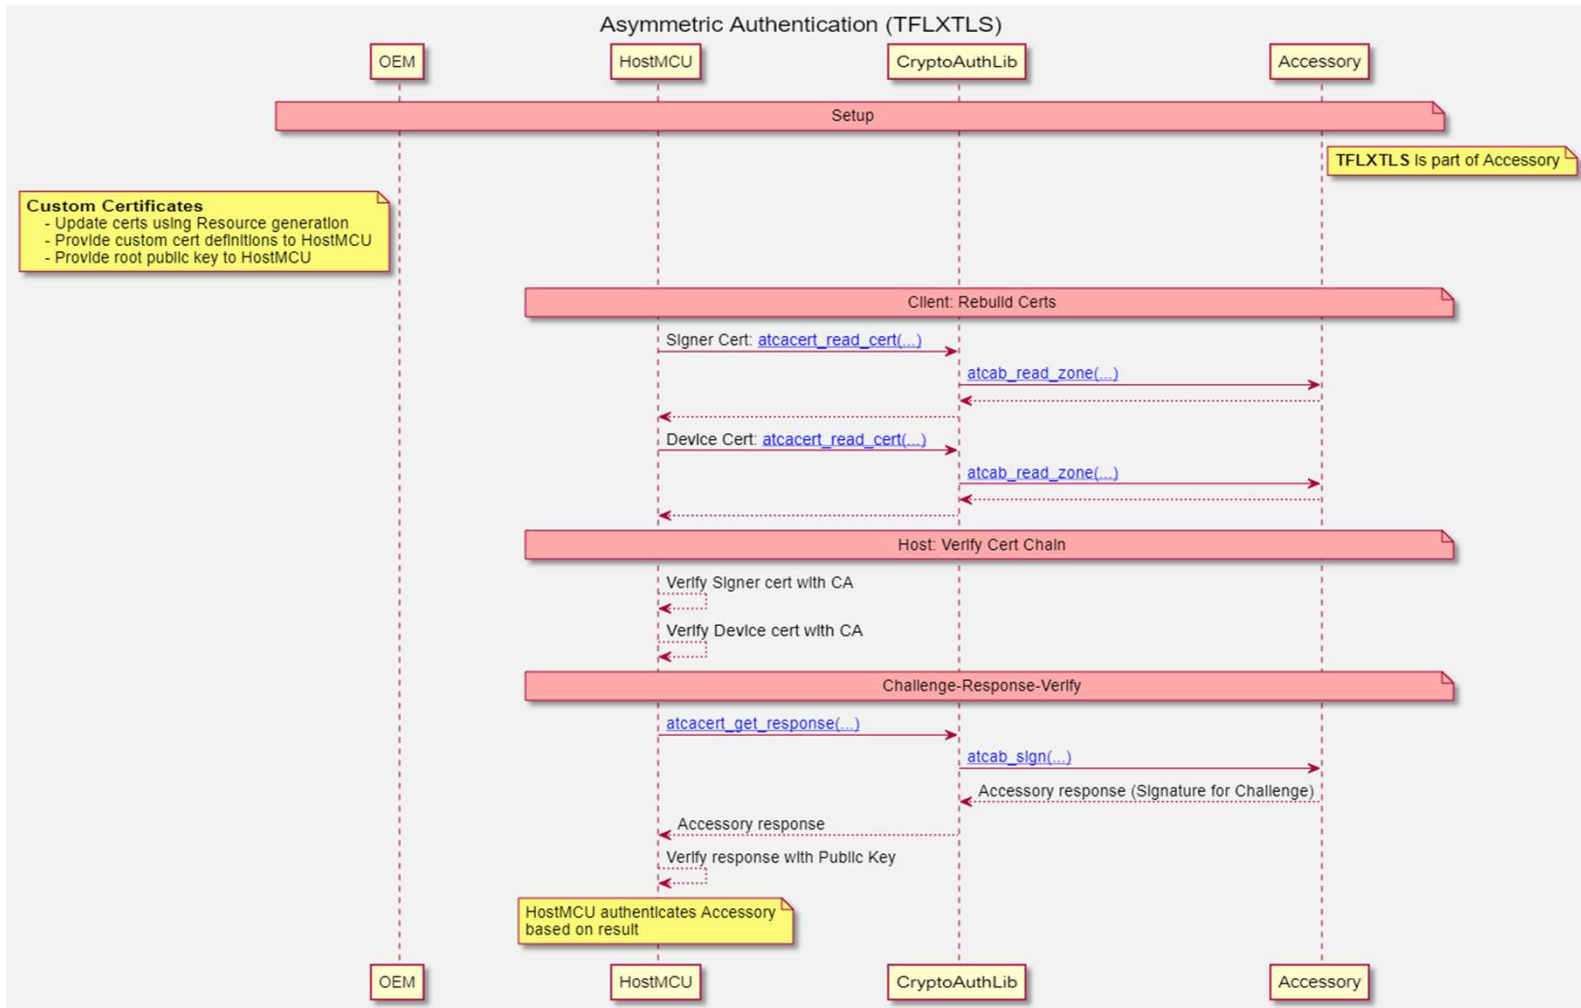 Asymmetric Authentication (TFLXTLS)
OEM
HostMCU
CryptoAuthLib
Accessory
Setup
TFLXTLS is part of Accessory
Custom Certificates
- Update certs using Resource generation
- Provide custom cert definitions to HostMCU
- Provide root public key to HostMCU
Client: Rebuild Certs
Signer Cert: atcacert_read_cert(...)
atcab_read_zone(...)
Device Cert: atcacert_read_cert(...)
atcab_read_zone(...)
Host: Verify Cert Chain
Verify Signer cert with CA
Verify Device cert with CA
Challenge-Response-Verify
atcacert_get_response(...)
atcab_sign(...)
Accessory response (Signature for Challenge)
Accessory response
Verify response with Public Key
HostMCU authenticates Accessory
based on result
OEM
HostMCU
CryptoAuthLib
Accessory